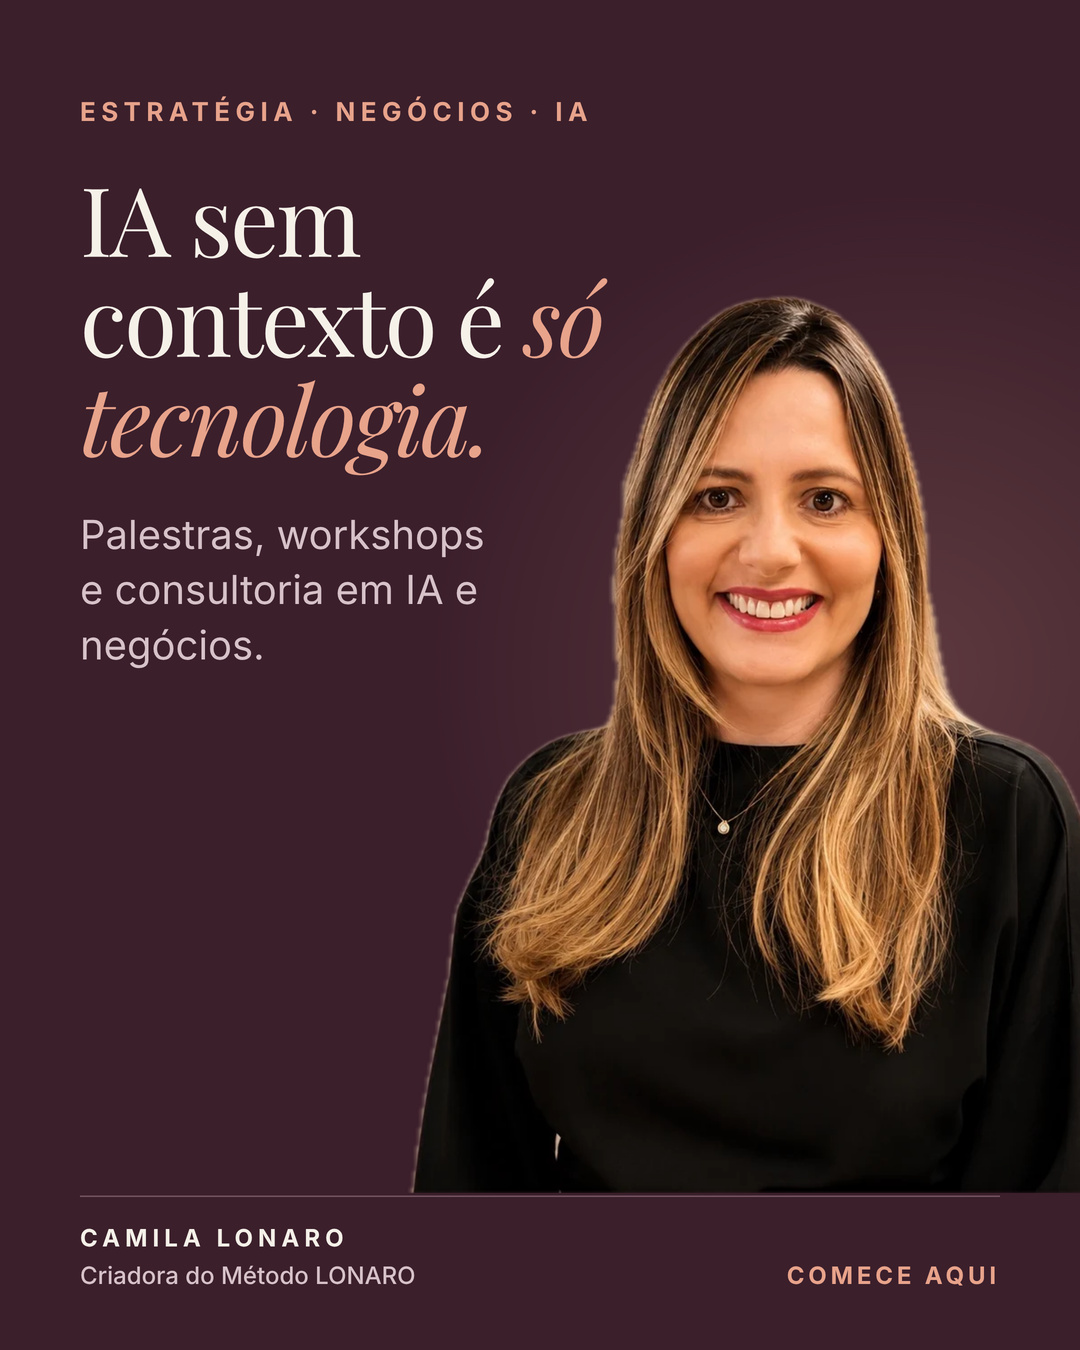 ESTRATÉGIA · NEGÓCIOS · IA
IA sem
contexto é só
tecnologia.
Palestras, workshops
e consultoria em IA e
negócios.
CAMILA LONARO
Criadora do Método LONARO
COMECE AQUI